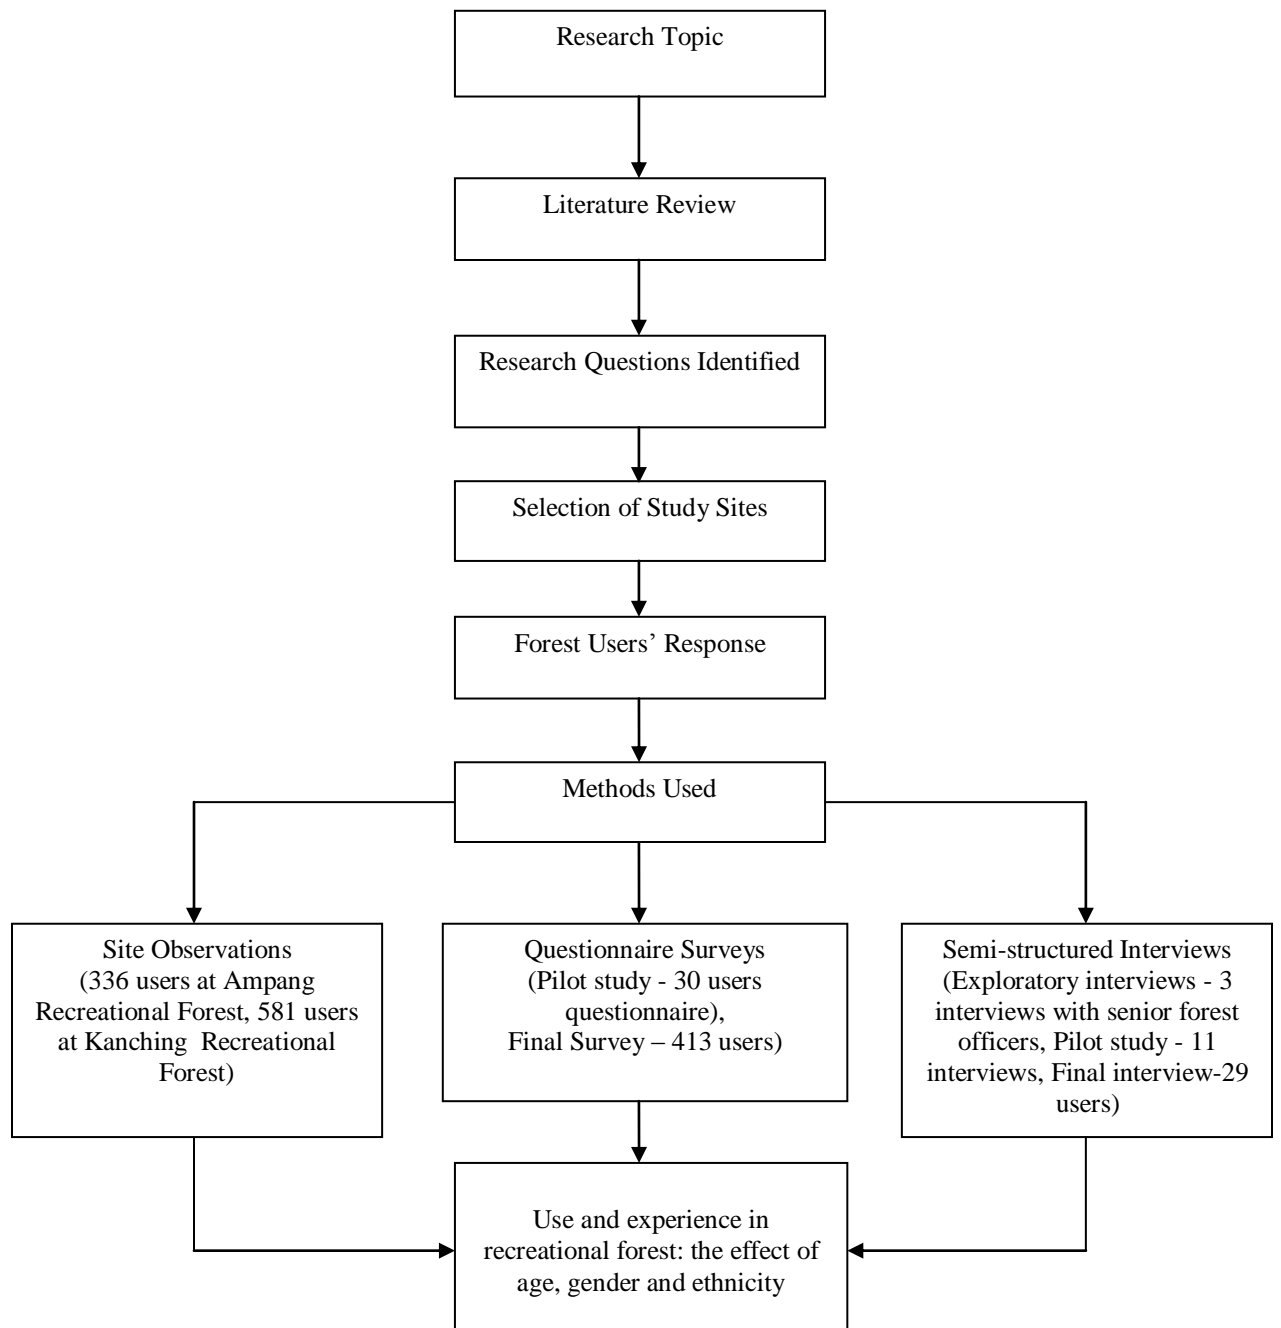 Research Topic
Literature Review
Research Questions Identified
Selection of Study Sites
Forest Users’ Response
Methods Used
Site Observations
(336 users at Ampang
Recreational Forest, 581 users
at Kanching Recreational
Forest)
Questionnaire Surveys
(Pilot study - 30 users
questionnaire),
Final Survey – 413 users)
Semi-structured Interviews
(Exploratory interviews - 3
interviews with senior forest
officers, Pilot study - 11
interviews, Final interview-29
users)
Use and experience in
recreational forest: the effect of
age, gender and ethnicity